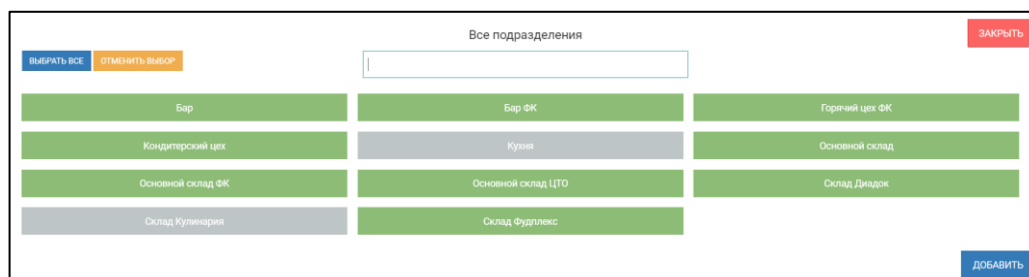 Все подразделения
ЗАКРЫТЬ
ВЫБРАТЬ ВСЕ ОТМЕНИТЬ ВЫБОР
Бар Бар ФК Горячий цех ФК
Кондитерский цех Кухня Основной склад
Основной склад ФК Основной склад ЦТО Склад Диадок
Склад Кулинария Склад Фудплекс
ДОБАВИТЬ